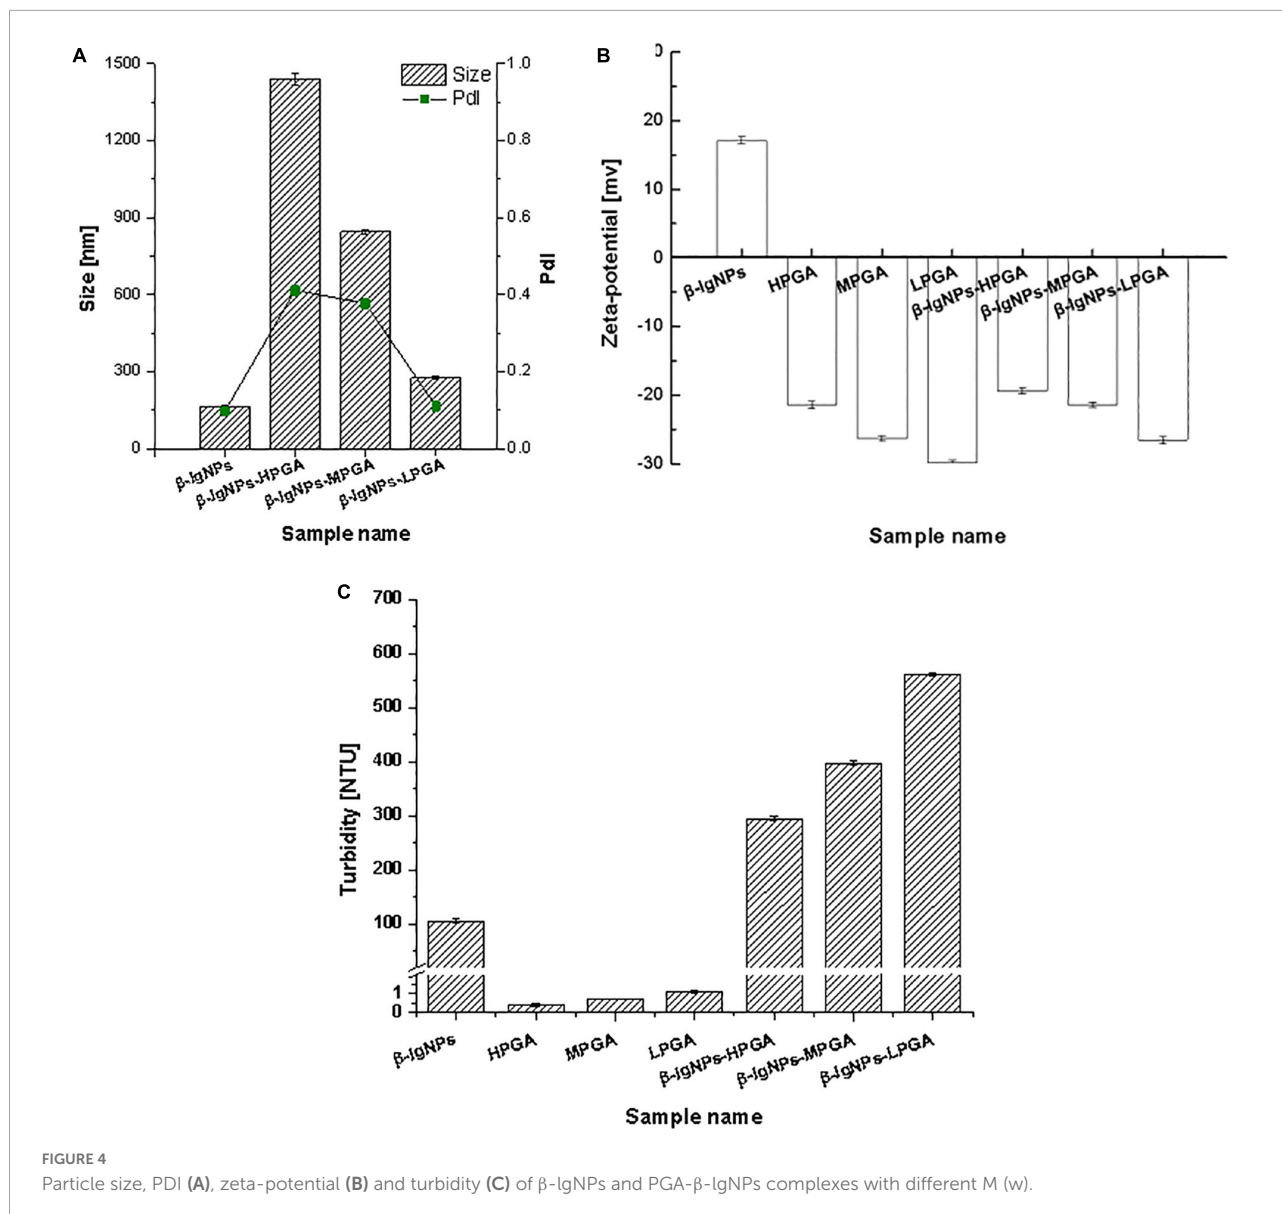 A
1500
1200
900
600
300
0
Size [nm]
1.0
0.8
0.6
0.4
0.2
0.0
PdI
Size
PdI
β-lgNPs
β-lgNPs-HPGA
β-lgNPs-MPGA
β-lgNPs-LPGA
Sample name
B
0
20
10
0
-10
-20
-30
Zeta-potential [mv]
β-lgNPs
HPGA
MPGA
LPGA
β-lgNPs-HPGA
β-lgNPs-MPGA
β-lgNPs-LPGA
Sample name
C
700
600
500
400
300
200
100
1
0
Turbidity [NTU]
β-lgNPs
HPGA
MPGA
LPGA
β-lgNPs-HPGA
β-lgNPs-MPGA
β-lgNPs-LPGA
Sample name
FIGURE 4
Particle size, PDI (A), zeta-potential (B) and turbidity (C) of β-lgNPs and PGA-β-lgNPs complexes with different M (w).